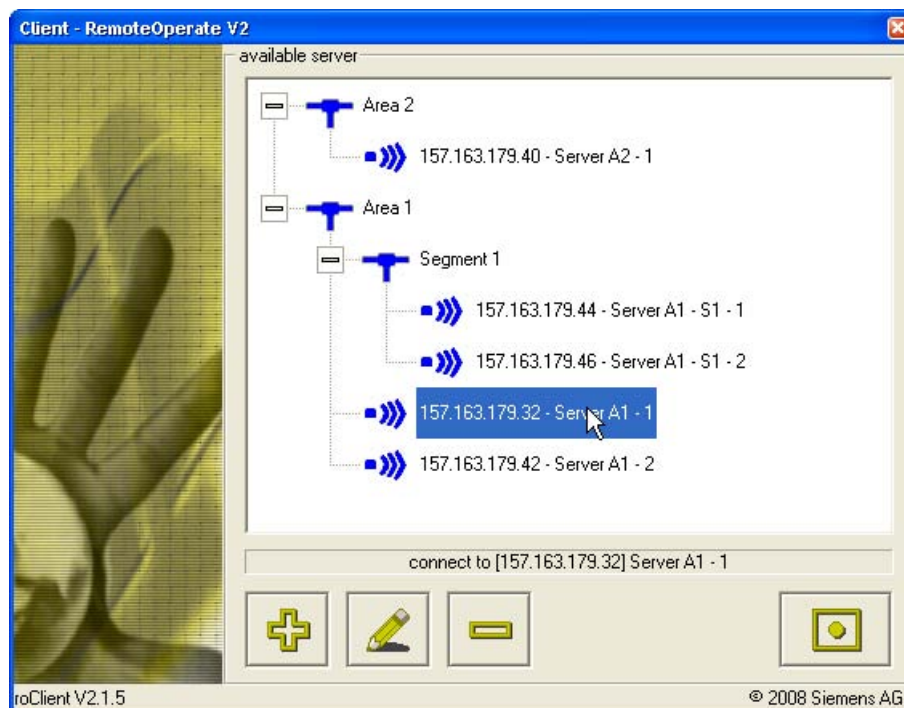 Client - RemoteOperate V2
available server
Area 2
157.163.179.40 - Server A2 - 1
Area 1
Segment 1
157.163.179.44 - Server A1 - S1 - 1
157.163.179.46 - Server A1 - S1 - 2
157.163.179.32 - Server A1 - 1
157.163.179.42 - Server A1 - 2
connect to [157.163.179.32] Server A1 - 1
roClient V2.1.5
© 2008 Siemens AG